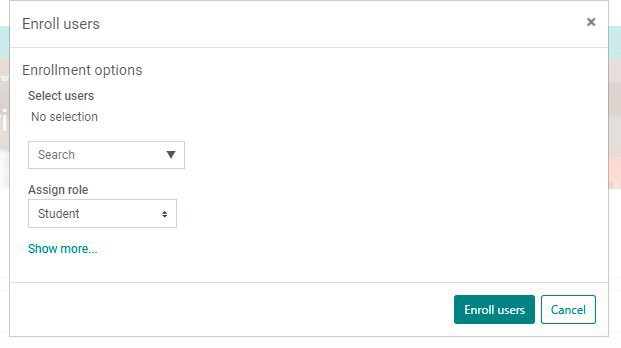 Enroll users
×
Enrollment options
Select users
No selection
Search ▼
Assign role
Student
Show more...
Enroll users Cancel